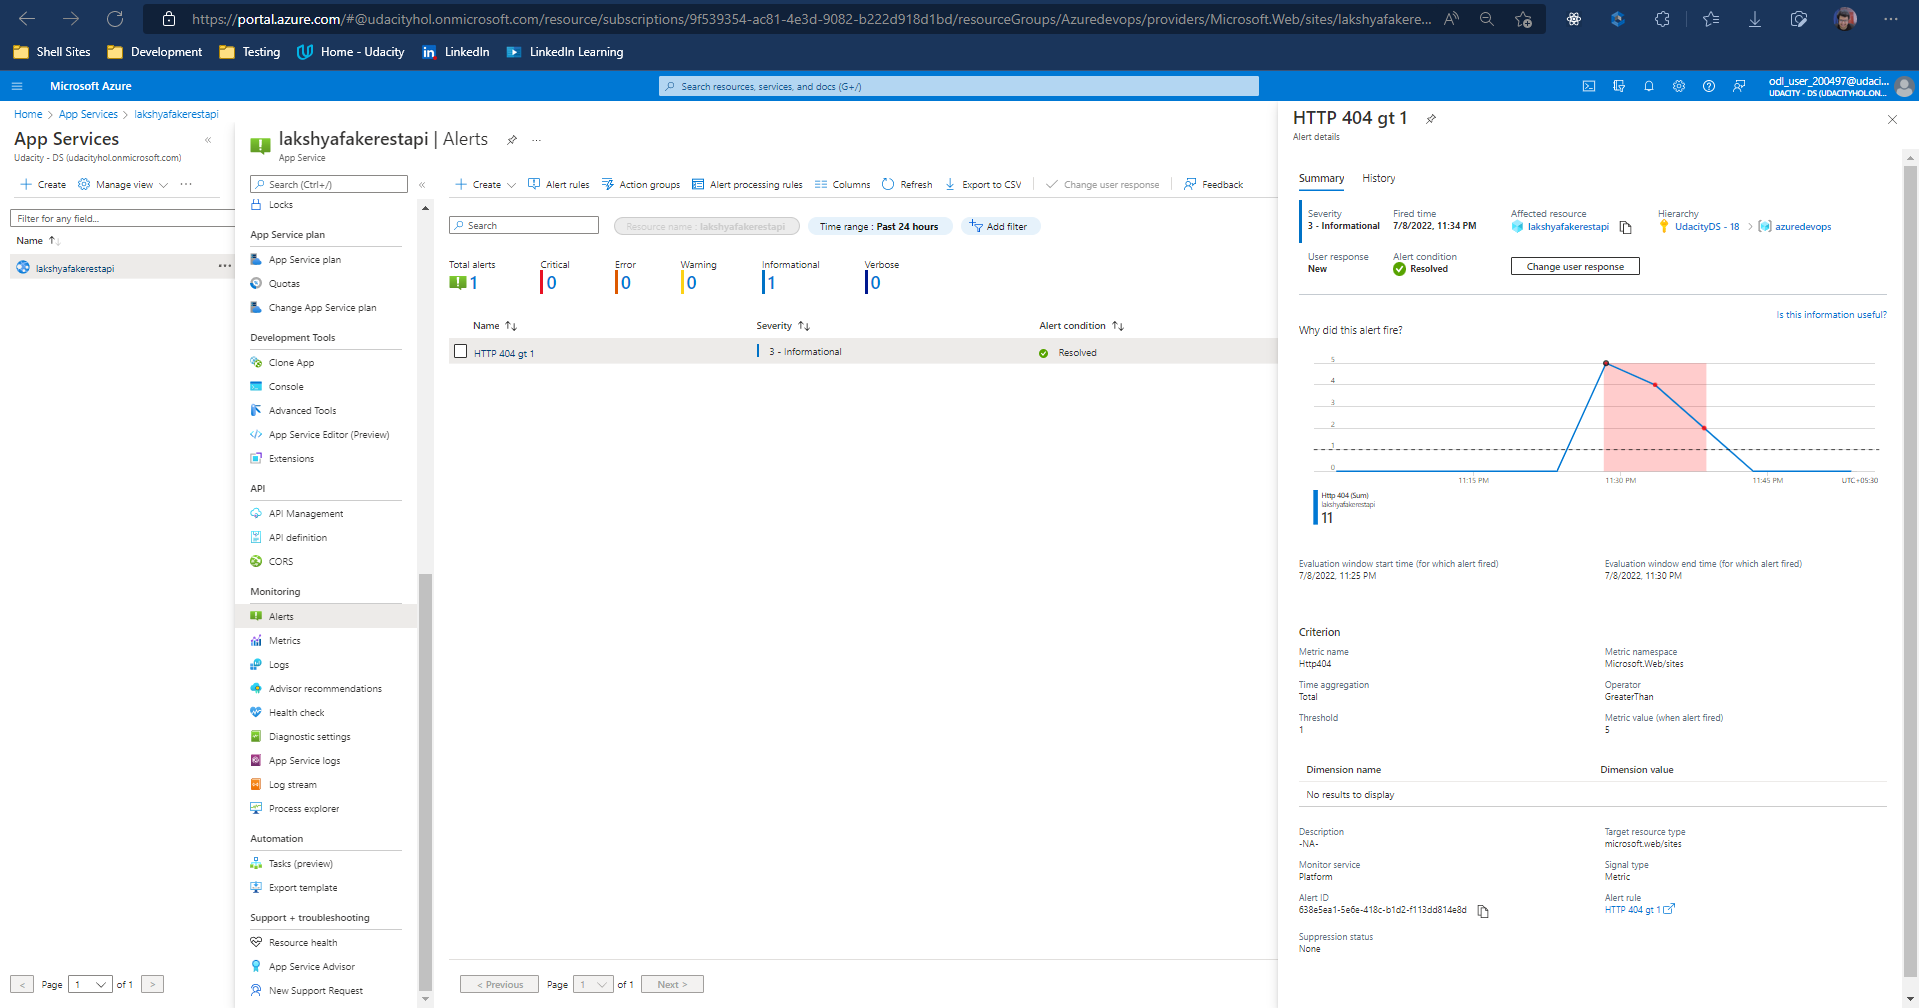 https://portal.azure.com/#@udacityhol.onmicrosoft.com/resource/subscriptions/9f539354-ac81-4e3d-9082-b222d918d1bd/resourceGroups/Azuredevops/providers/Microsoft.Web/sites/lakshyafakere...
Shell Sites Development Testing Home - Udacity LinkedIn LinkedIn Learning
Microsoft Azure
Search resources, services, and docs (G+/)
odl_user_200497@udaci...
UDACITY - DS (UDACITYHOL.ON...
Home > App Services > lakshyafakerestapi
App Services «
Udacity - DS (udacityhol.onmicrosoft.com)
+ Create Manage view ...
Filter for any field...
Name ↑↓
lakshyafakerestapi ...
< Page 1 of 1 >
lakshyafakerestapi | Alerts ...
App Service
Search (Ctrl+/) «
Locks
App Service plan
App Service plan
Quotas
Change App Service plan
Development Tools
Clone App
Console
Advanced Tools
App Service Editor (Preview)
Extensions
API
API Management
API definition
CORS
Monitoring
Alerts
Metrics
Logs
Advisor recommendations
Health check
Diagnostic settings
App Service logs
Log stream
Process explorer
Automation
Tasks (preview)
Export template
Support + troubleshooting
Resource health
App Service Advisor
New Support Request
+ Create Alert rules Action groups Alert processing rules Columns Refresh Export to CSV Change user response Feedback
Search Resource name : lakshyafakerestapi Time range : Past 24 hours Add filter
Total alerts Critical Error Warning Informational Verbose
1 0 0 0 1 0
Name ↑↓ Severity ↑↓ Alert condition ↑↓
HTTP 404 gt 1 3 - Informational Resolved
< Previous Page 1 of 1 Next >
HTTP 404 gt 1
Alert details
Summary History
Severity Fired time Affected resource Hierarchy
3 - Informational 7/8/2022, 11:34 PM lakshyafakerestapi UdacityDS - 18 > azuredevops
User response Alert condition
New Resolved Change user response
Is this information useful?
Why did this alert fire?
5
4
3
2
1
0
11:15 PM 11:30 PM 11:45 PM UTC+05:30
Http 404 (Sum)
lakshyafakerestapi
11
Evaluation window start time (for which alert fired) Evaluation window end time (for which alert fired)
7/8/2022, 11:25 PM 7/8/2022, 11:30 PM
Criterion
Metric name Metric namespace
Http404 Microsoft.Web/sites
Time aggregation Operator
Total GreaterThan
Threshold Metric value (when alert fired)
1 5
Dimension name Dimension value
No results to display
Description Target resource type
-NA- microsoft.web/sites
Monitor service Signal type
Platform Metric
Alert ID Alert rule
638e5ea1-5e6e-418c-b1d2-f113dd814e8d HTTP 404 gt 1
Suppression status
None